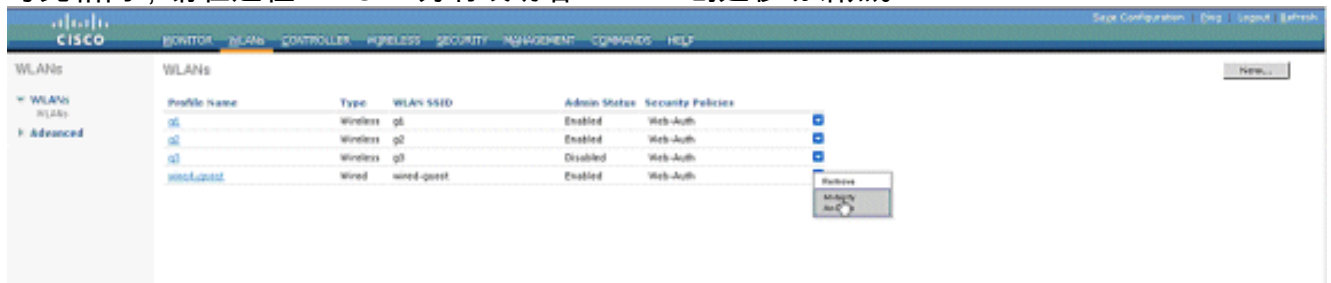 CISCO
MONITOR WLANs CONTROLLER WIRELESS SECURITY MANAGEMENT COMMANDS HELP
Save Configuration | Ping | Logout | Refresh
WLANs
WLANs
New...
WLANs
WLANs
Advanced
Profile Name Type WLAN SSID Admin Status Security Policies
g1 Wireless g1 Enabled Web-Auth
g2 Wireless g2 Enabled Web-Auth
g3 Wireless g3 Disabled Web-Auth
wired-guest Wired wired-guest Enabled Web-Auth
Remove
Mobility